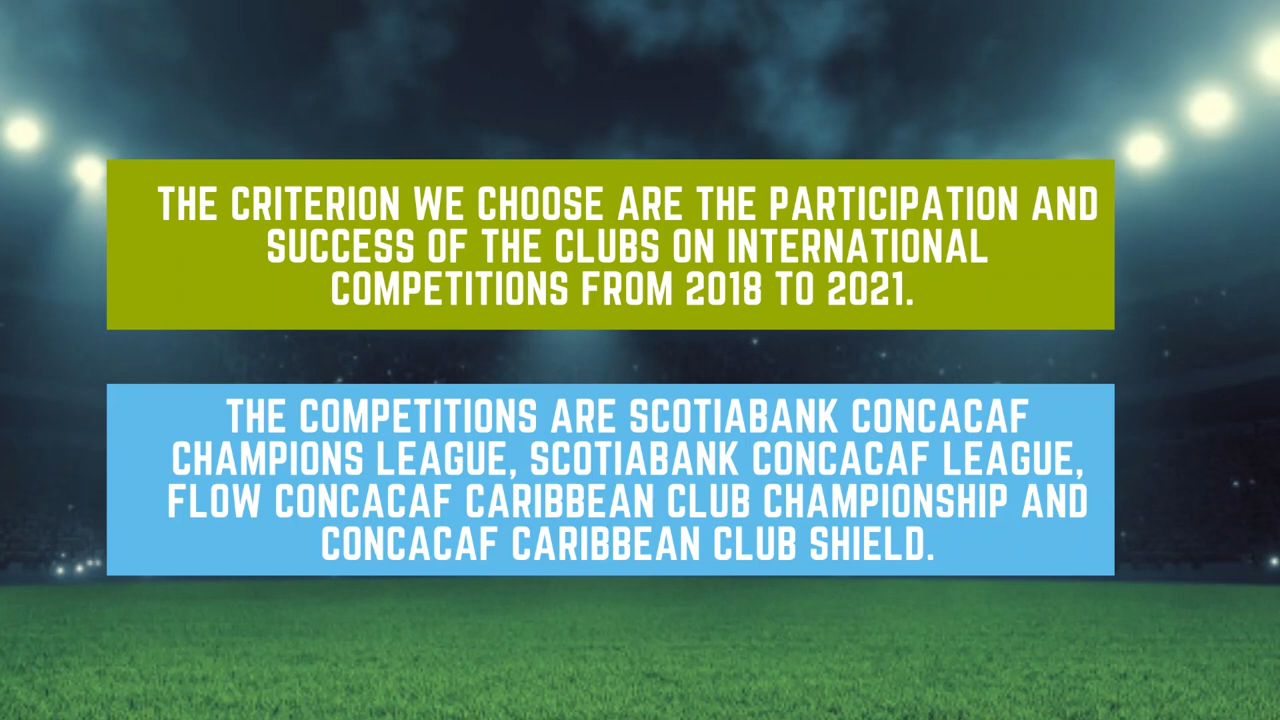 THE CRITERION WE CHOOSE ARE THE PARTICIPATION AND
SUCCESS OF THE CLUBS ON INTERNATIONAL
COMPETITIONS FROM 2018 TO 2021.
THE COMPETITIONS ARE SCOTIABANK CONCACAF
CHAMPIONS LEAGUE, SCOTIABANK CONCACAF LEAGUE,
FLOW CONCACAF CARIBBEAN CLUB CHAMPIONSHIP AND
CONCACAF CARIBBEAN CLUB SHIELD.